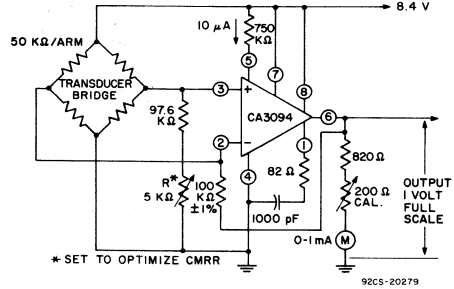 8.4 V
50 KΩ/ARM
10 μA
750
KΩ
TRANSDUCER
BRIDGE
5
7
8
3
+
97.6
KΩ
CA3094
6
2
−
1
R*
5 KΩ
4
100
KΩ
±1%
82 Ω
1000 pF
820Ω
200 Ω
CAL.
OUTPUT
1 VOLT
FULL
SCALE
0-1mA
M
* SET TO OPTIMIZE CMRR
92CS-20279